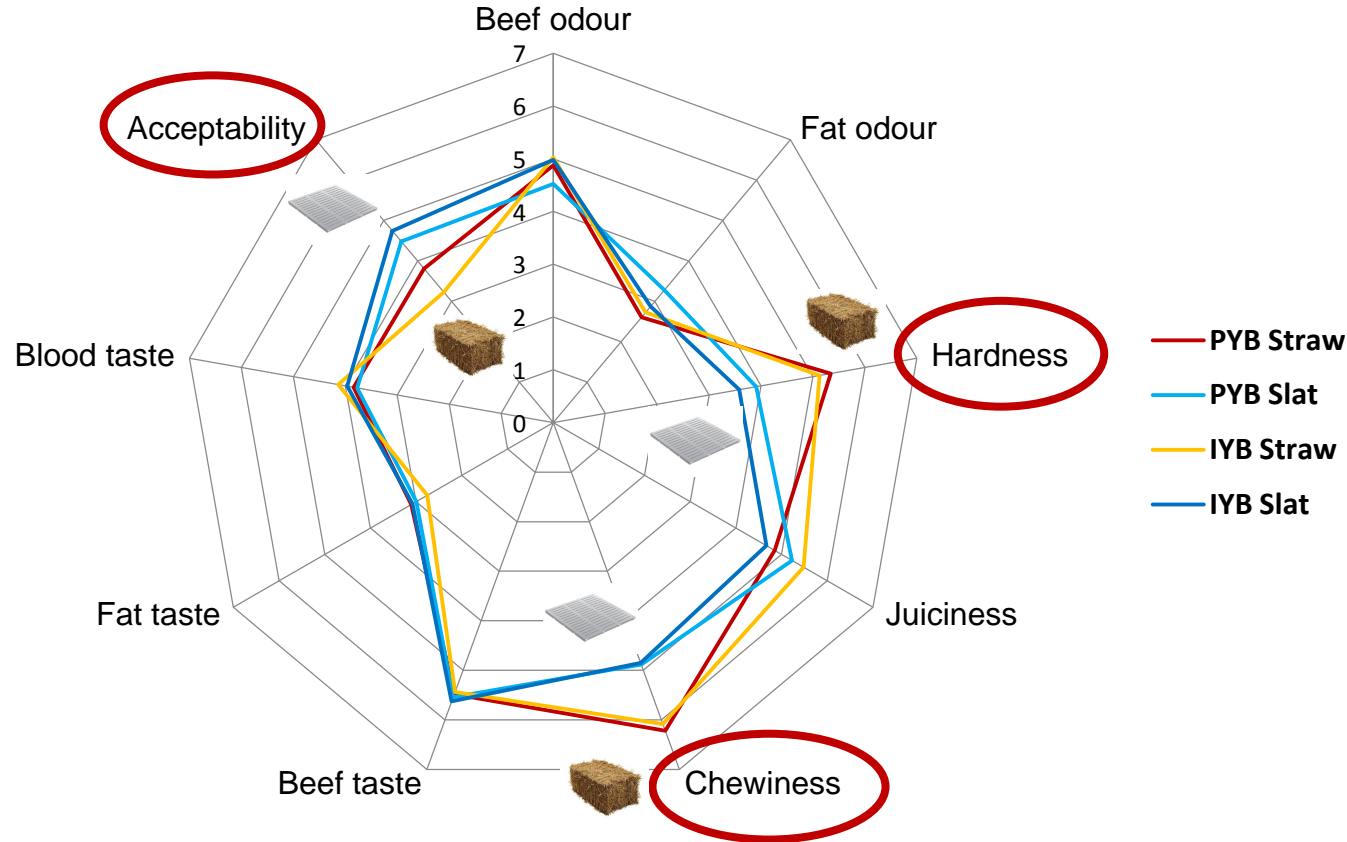 Beef odour
7
6
5
4
3
2
1
0
Fat odour
Hardness
Juiciness
Chewiness
Beef taste
Fat taste
Blood taste
Acceptability
PYB Straw
PYB Slat
IYB Straw
IYB Slat